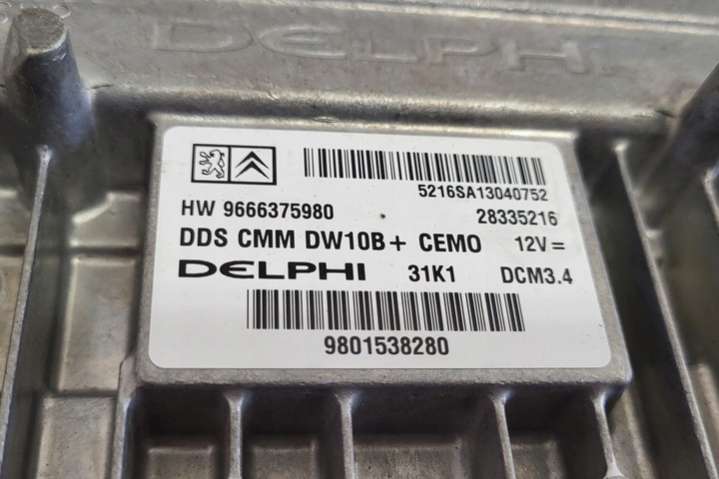 DELPHI
5216SA13040752
HW 9666375980 28335216
DDS CMM DW10B+ CEMO 12V=
DELPHI 31K1 DCM3.4
9801538280